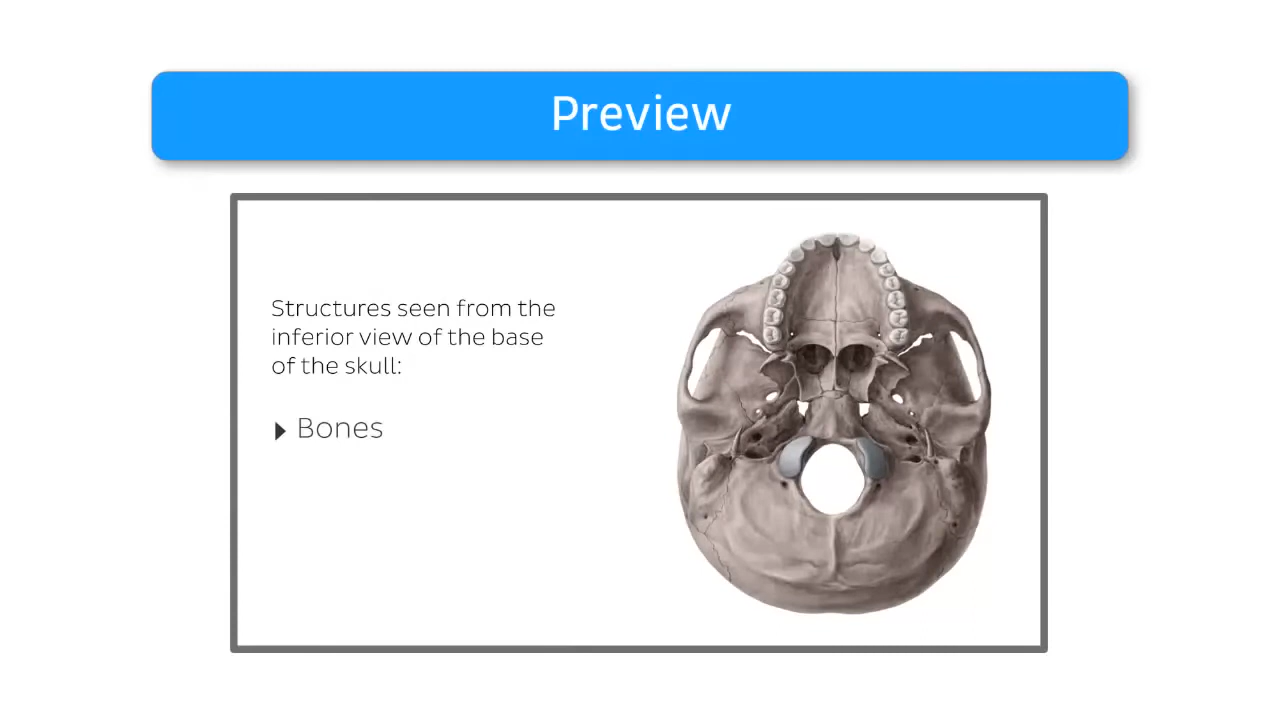 Preview
Structures seen from the
inferior view of the base
of the skull:
Bones